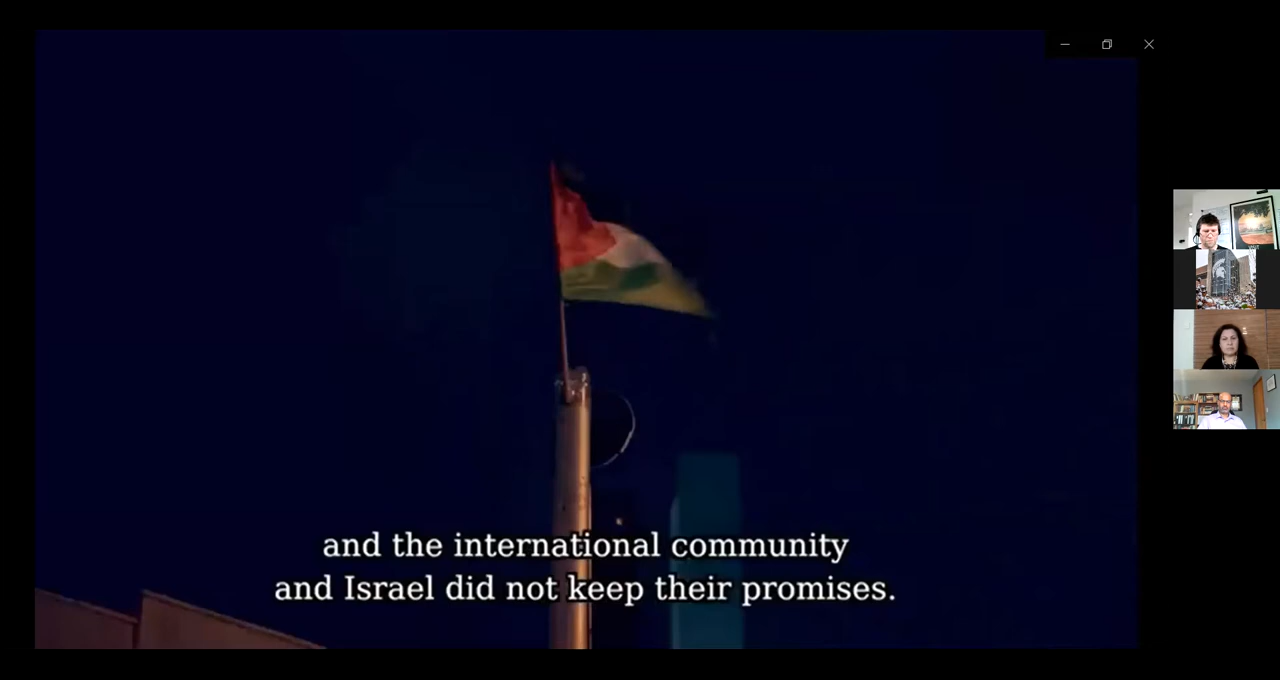 and the international community
and Israel did not keep their promises.